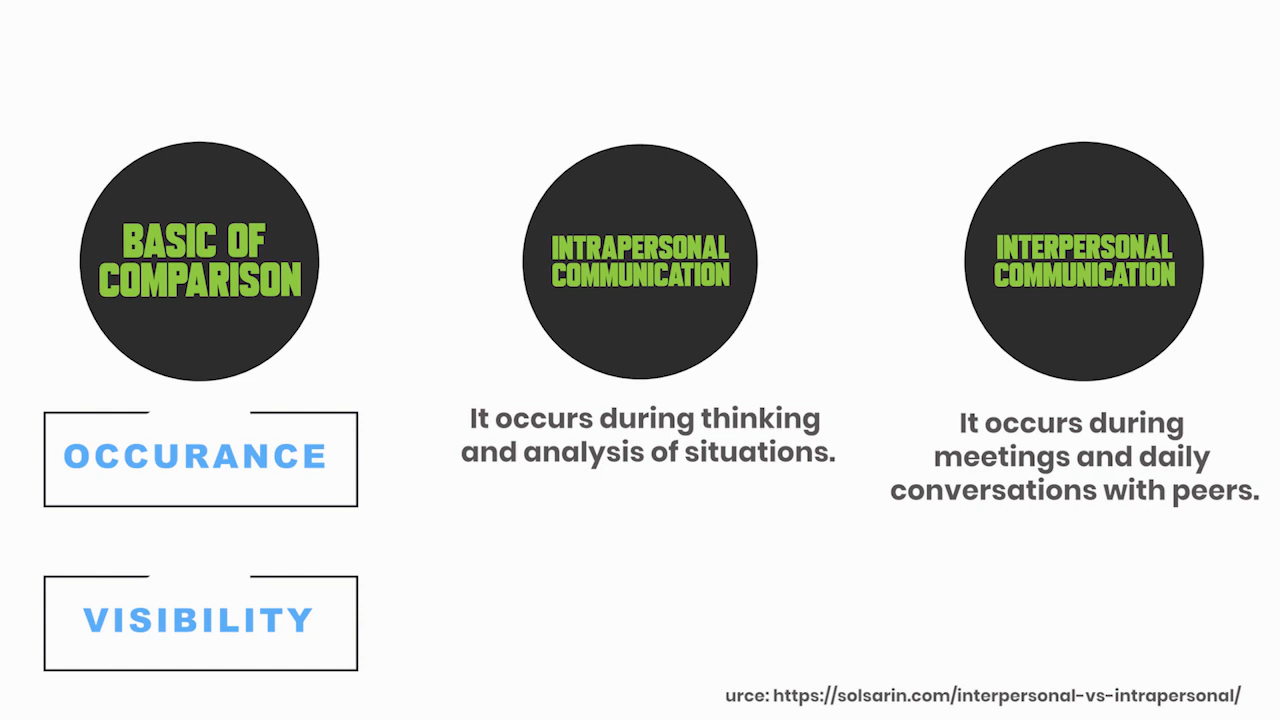 BASIC OF
COMPARISON
INTRAPERSONAL
COMMUNICATION
INTERPERSONAL
COMMUNICATION
OCCURANCE
It occurs during thinking
and analysis of situations.
It occurs during
meetings and daily
conversations with peers.
VISIBILITY
urce: https://solsarin.com/interpersonal-vs-intrapersonal/